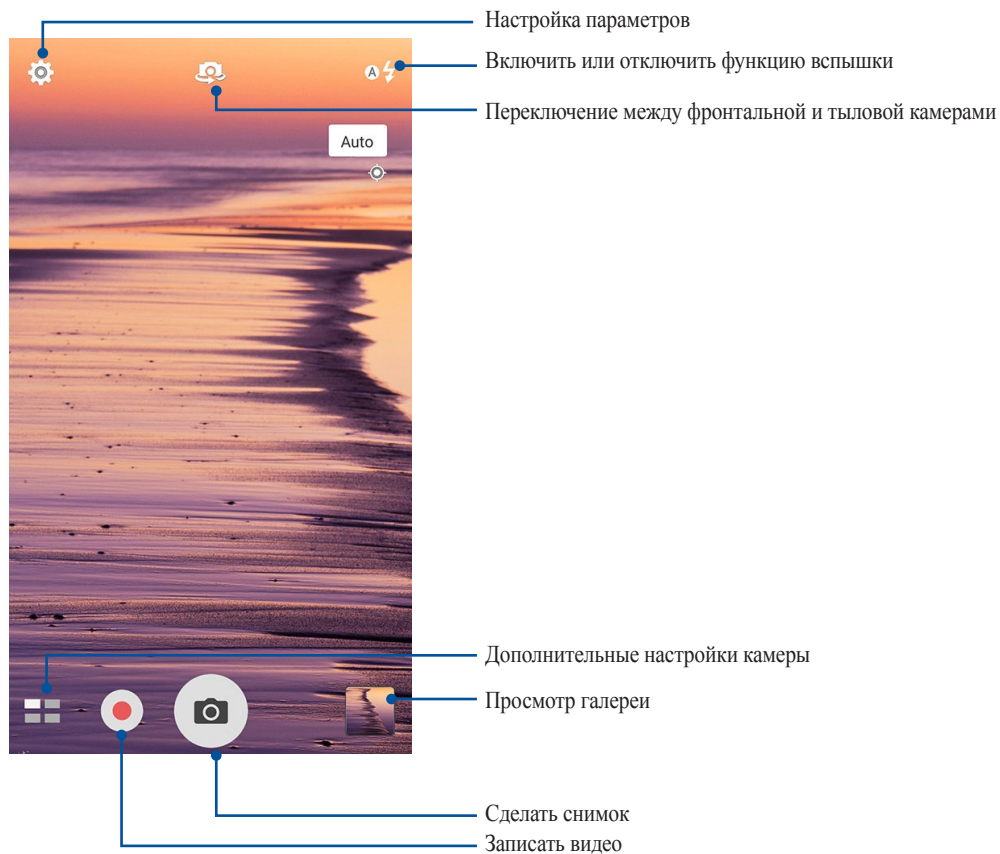 Настройка параметров
Включить или отключить функцию вспышки
A
Переключение между фронтальной и тыловой камерами
Auto
Дополнительные настройки камеры
Просмотр галереи
Сделать снимок
Записать видео